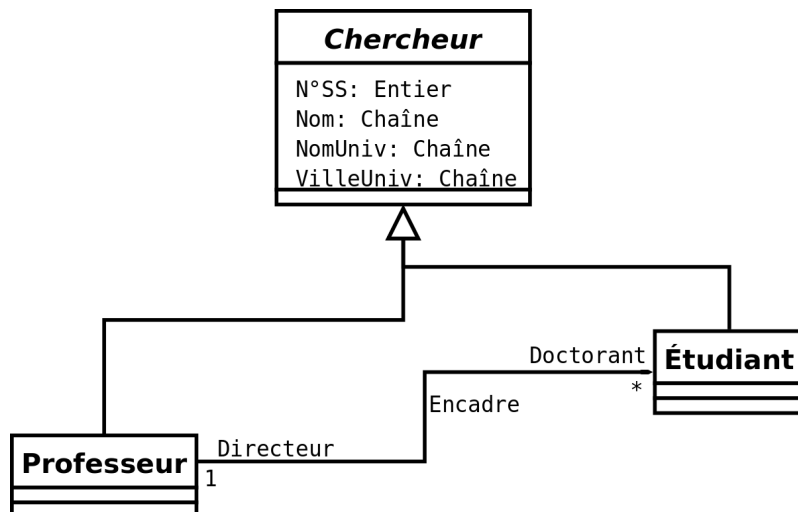 Chercheur
N°SS: Entier
Nom: Chaîne
NomUniv: Chaîne
VilleUniv: Chaîne
Doctorant
Étudiant
*
Encadre
Directeur
Professeur
1